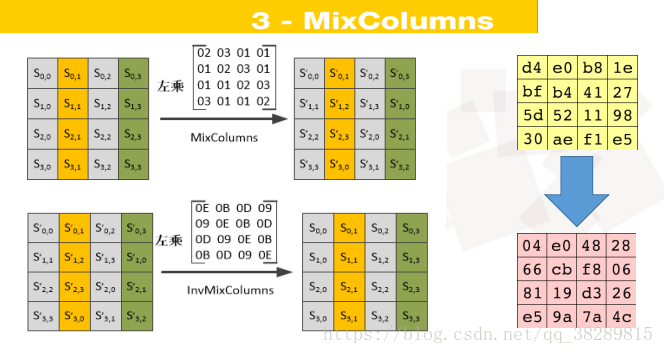 3 - MixColumns
S0,0 S0,1 S0,2 S0,3
S1,0 S1,1 S1,2 S1,3
S2,0 S2,1 S2,2 S2,3
S3,0 S3,1 S3,2 S3,3
左乘
02 03 01 01
01 02 03 01
01 01 02 03
03 01 01 02
MixColumns
S'0,0 S'0,1 S'0,2 S'0,3
S'1,1 S'1,2 S'1,3 S'1,0
S'2,2 S'2,3 S'2,0 S'2,1
S'3,3 S'3,0 S'3,1 S'3,2
d4 e0 b8 1e
bf b4 41 27
5d 52 11 98
30 ae f1 e5
S'0,0 S'0,1 S'0,2 S'0,3
S'1,1 S'1,2 S'1,3 S'1,0
S'2,2 S'2,3 S'2,0 S'2,1
S'3,3 S'3,0 S'3,1 S'3,2
左乘
0E 0B 0D 09
09 0E 0B 0D
0D 09 0E 0B
0B 0D 09 0E
InvMixColumns
S0,0 S0,1 S0,2 S0,3
S1,0 S1,1 S1,2 S1,3
S2,0 S2,1 S2,2 S2,3
S3,0 S3,1 S3,2 S3,3
04 e0 48 28
66 cb f8 06
81 19 d3 26
e5 9a 7a 4c
https://blog.csdn.net/qq_38289815